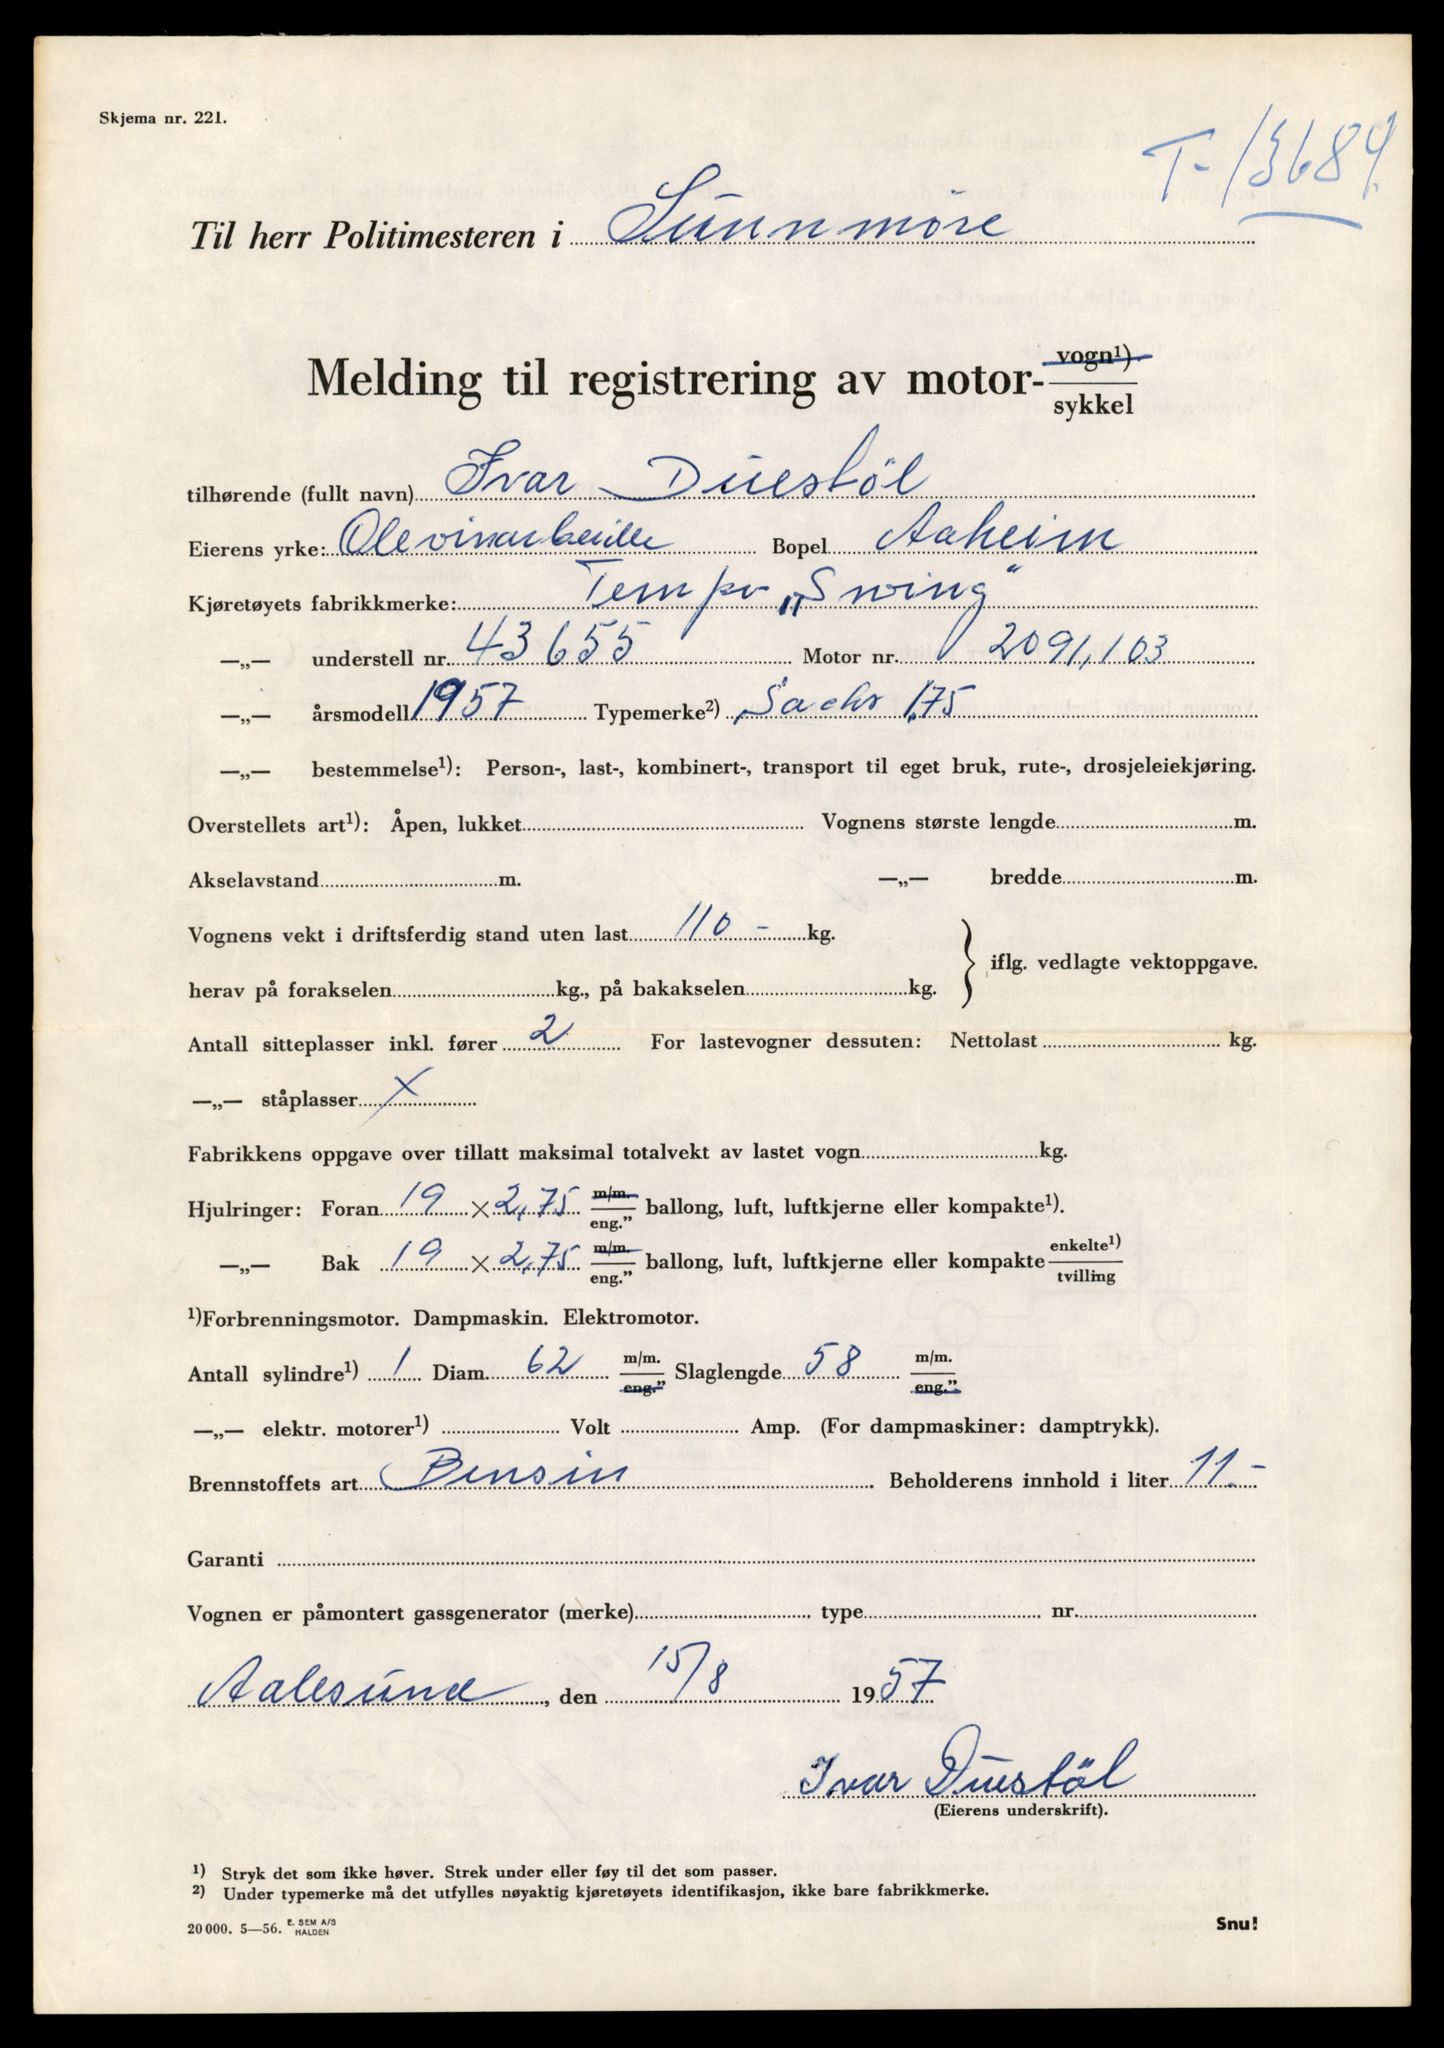 Skjema nr. 221.
T-13684.
Til herr Politimesteren i Sunnmöre
Melding til registrering av motor- vogn¹) sykkel
tilhørende (fullt navn) Ivar Duestöl
Eierens yrke: Bopel Aaheim
Kjøretøyets fabrikkmerke: Tempo „Swing"
—„— understell nr. 43655 Motor nr. 2091,103
—„— årsmodell 1957 Typemerke²) Sachs 175
—„— bestemmelse¹): Person-, last-, kombinert-, transport til eget bruk, rute-, drosjeleiekjøring.
Overstellets art¹): Åpen, lukket Vognens største lengde m.
Akselavstand m. —„— bredde m.
Vognens vekt i driftsferdig stand uten last 110 - kg.
iflg. vedlagte vektoppgave.
herav på forakselen kg., på bakakselen kg.
Antall sitteplasser inkl. fører 2 For lastevogner dessuten: Nettolast kg.
—„— ståplasser X
Fabrikkens oppgave over tillatt maksimal totalvekt av lastet vogn kg.
Hjulringer: Foran 19 × 2,75 m/m. eng." ballong, luft, luftkjerne eller kompakte¹).
—„— Bak 19 × 2,75 m/m. eng." ballong, luft, luftkjerne eller kompakte enkelte¹) tvilling
¹)Forbrenningsmotor. Dampmaskin. Elektromotor.
Antall sylindre¹) 1 Diam. 62 m/m. eng." Slaglengde 58 m/m. eng."
—„— elektr. motorer¹) Volt Amp. (For dampmaskiner: damptrykk).
Brennstoffets art Bensin Beholderens innhold i liter 11.-
Garanti
Vognen er påmontert gassgenerator (merke) type nr.
Aalesund, den 15/8 1957
Ivar Duestöl
(Eierens underskrift).
¹) Stryk det som ikke høver. Strek under eller føy til det som passer.
²) Under typemerke må det utfylles nøyaktig kjøretøyets identifikasjon, ikke bare fabrikkmerke.
20 000. 5—56. E. SEM A/S HALDEN
Snu!